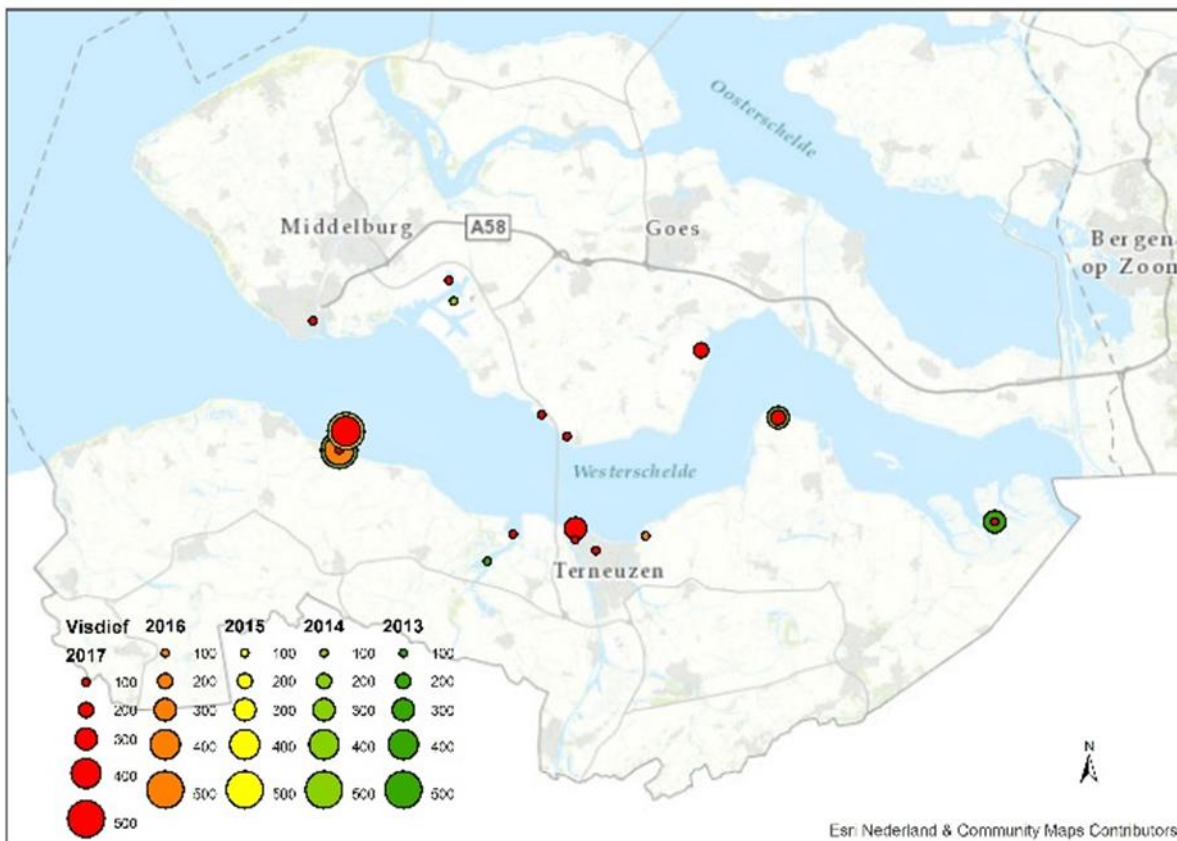 Oosterschelde
Middelburg
A58
Goes
Bergen
op Zoom
Westerschelde
Terneuzen
Visdief 2016 2015 2014 2013
2017
100 100 100 100
100
200 200 200 200
200
300 300 300 300
300
400 400 400 400
400
500 500 500 500
500
N
Esri Nederland & Community Maps Contributors